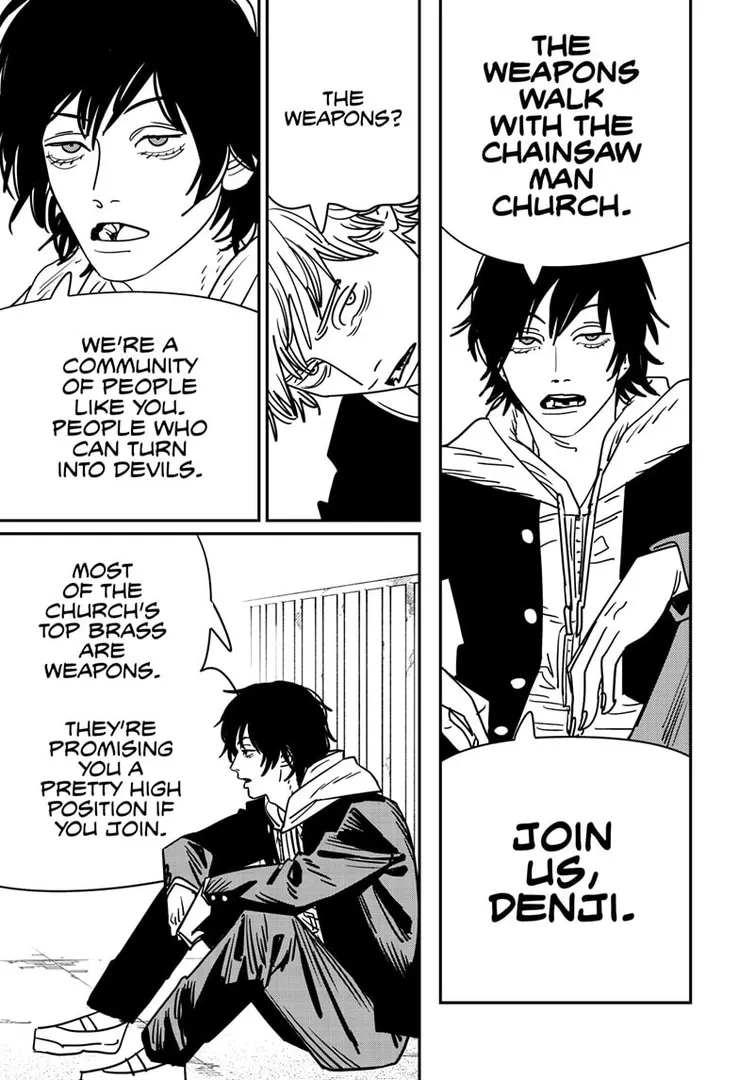 THE
WEAPONS
WALK
WITH THE
CHAINSAW
MAN
CHURCH.
JOIN
US,
DENJI.
THE
WEAPONS?
WE'RE A
COMMUNITY
OF PEOPLE
LIKE YOU.
PEOPLE WHO
CAN TURN
INTO DEVILS.
MOST
OF THE
CHURCH'S
TOP BRASS
ARE
WEAPONS.
THEY'RE
PROMISING
YOU A
PRETTY HIGH
POSITION IF
YOU JOIN.